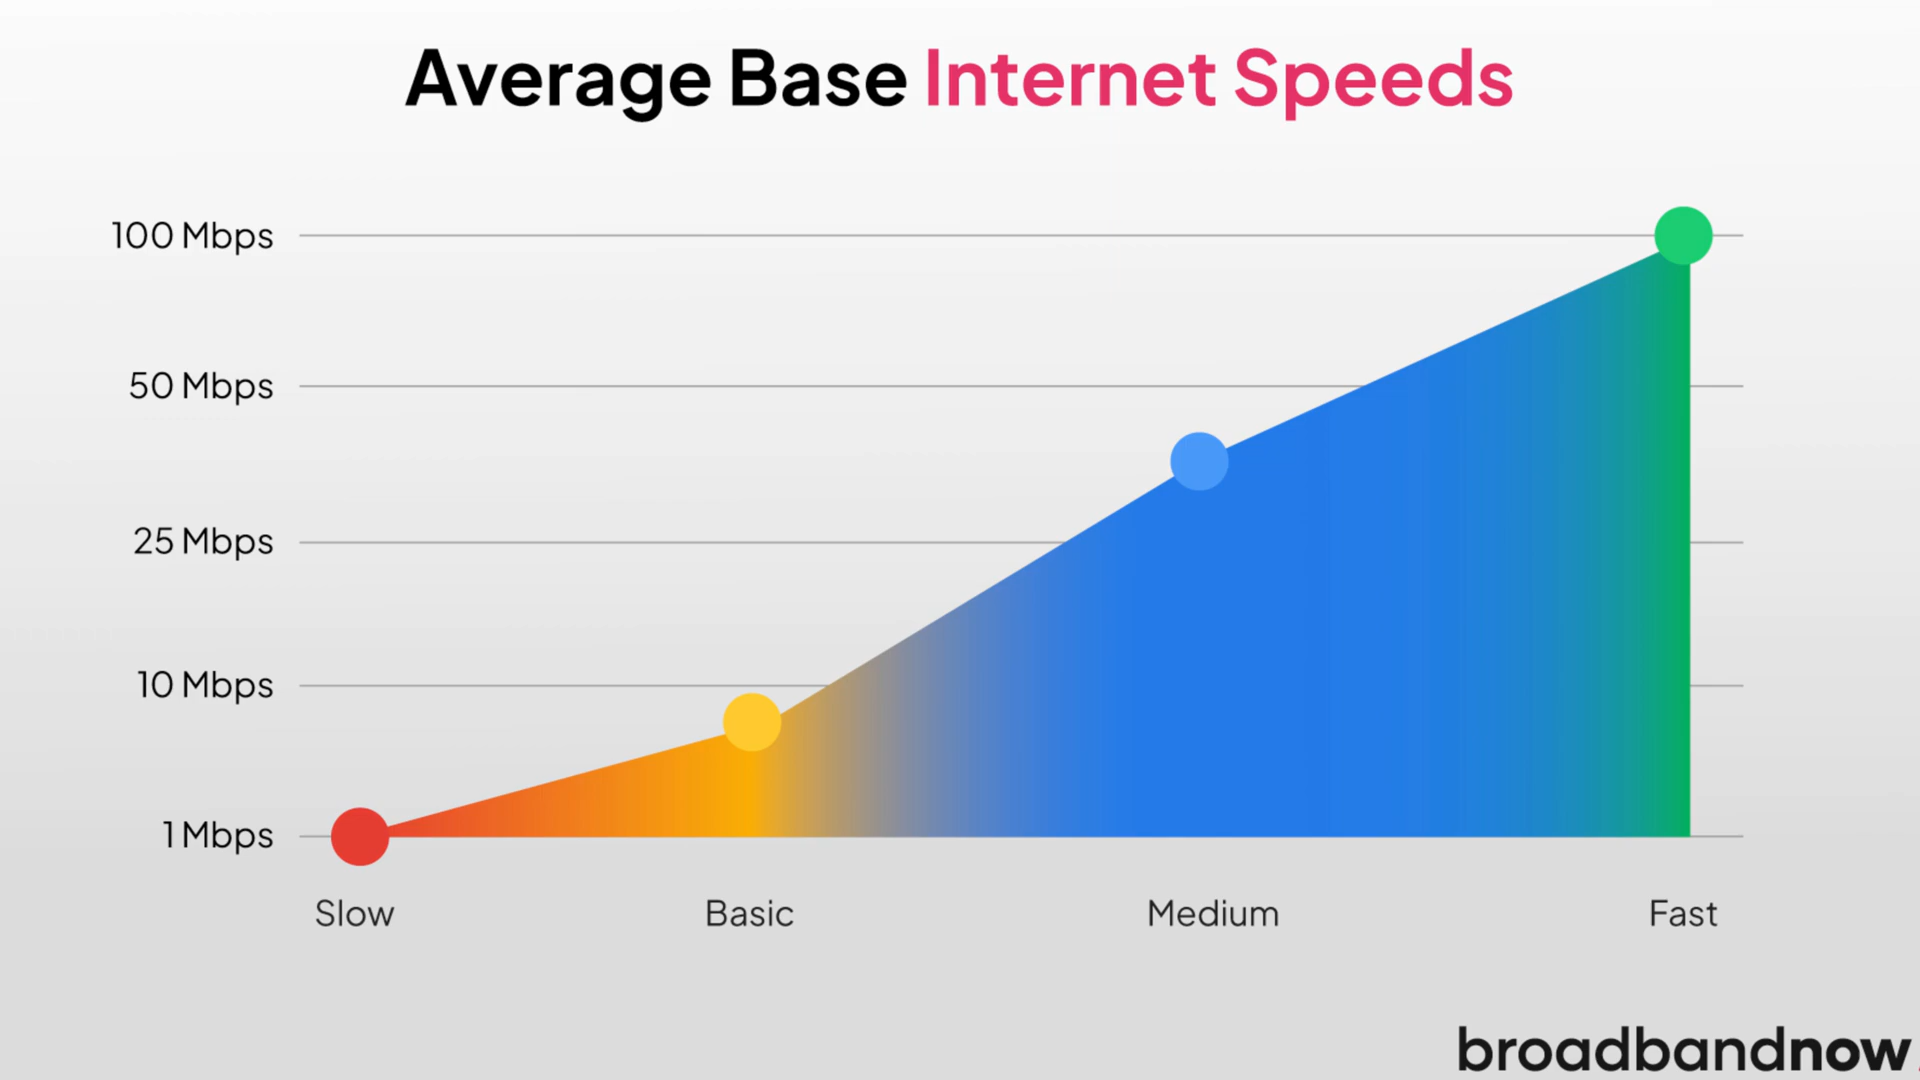 Average Base Internet Speeds
100 Mbps
50 Mbps
25 Mbps
10 Mbps
1 Mbps
Slow
Basic
Medium
Fast
broadbandnow